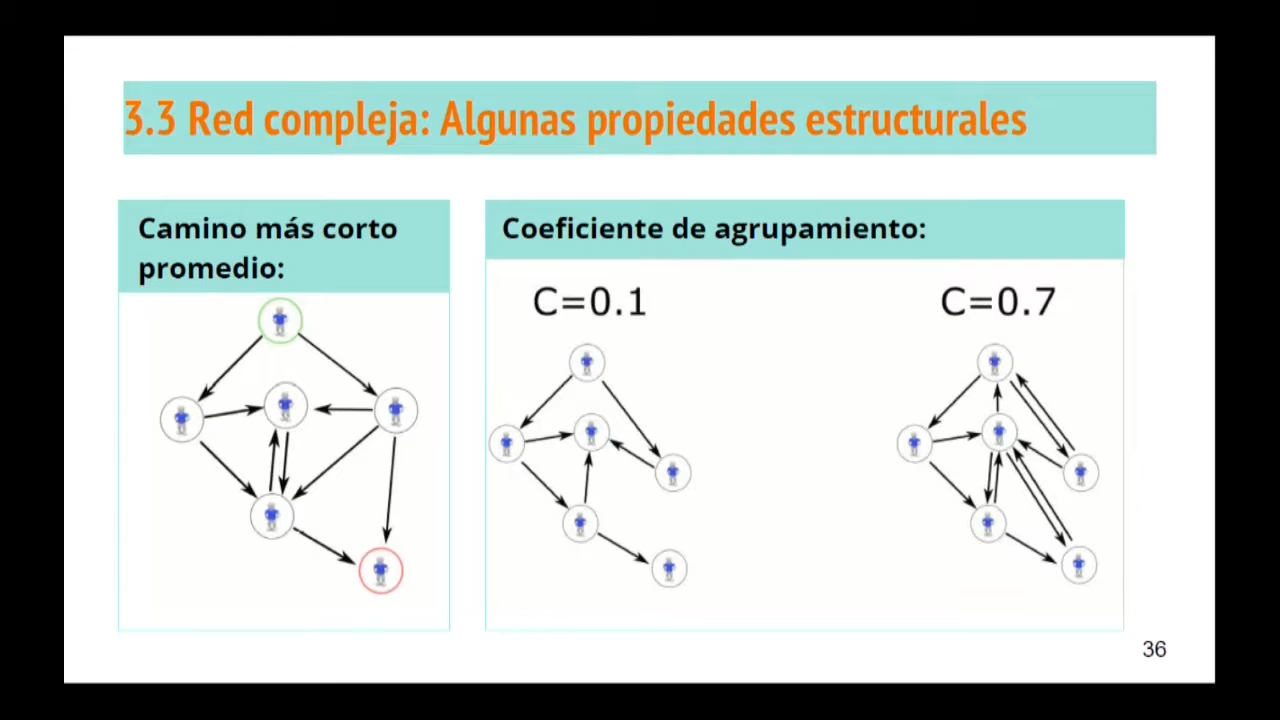 3.3 Red compleja: Algunas propiedades estructurales
Camino más corto
promedio:
Coeficiente de agrupamiento:
C=0.1
C=0.7
36